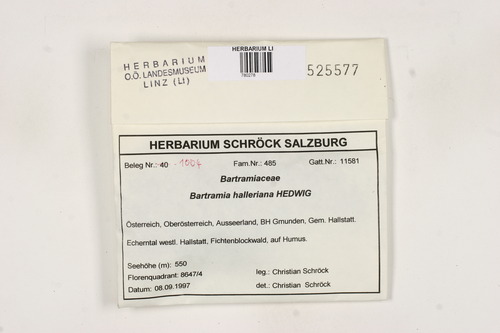 HERBARIUM
O.Ö. LANDESMUSEUM
LINZ (LI)
HERBARIUM LI
780278
525577
HERBARIUM SCHRÖCK SALZBURG
Beleg Nr.: 40 - 1004 Fam.Nr.: 485 Gatt.Nr.: 11581
Bartramiaceae
Bartramia halleriana HEDWIG
Österreich, Oberösterreich, Ausseerland, BH Gmunden, Gem. Hallstatt.
Echerntal westl. Hallstatt, Fichtenblockwald, auf Humus.
Seehöhe (m): 550
Florenquadrant: 8647/4 leg.: Christian Schröck
Datum: 08.09.1997 det.: Christian Schröck